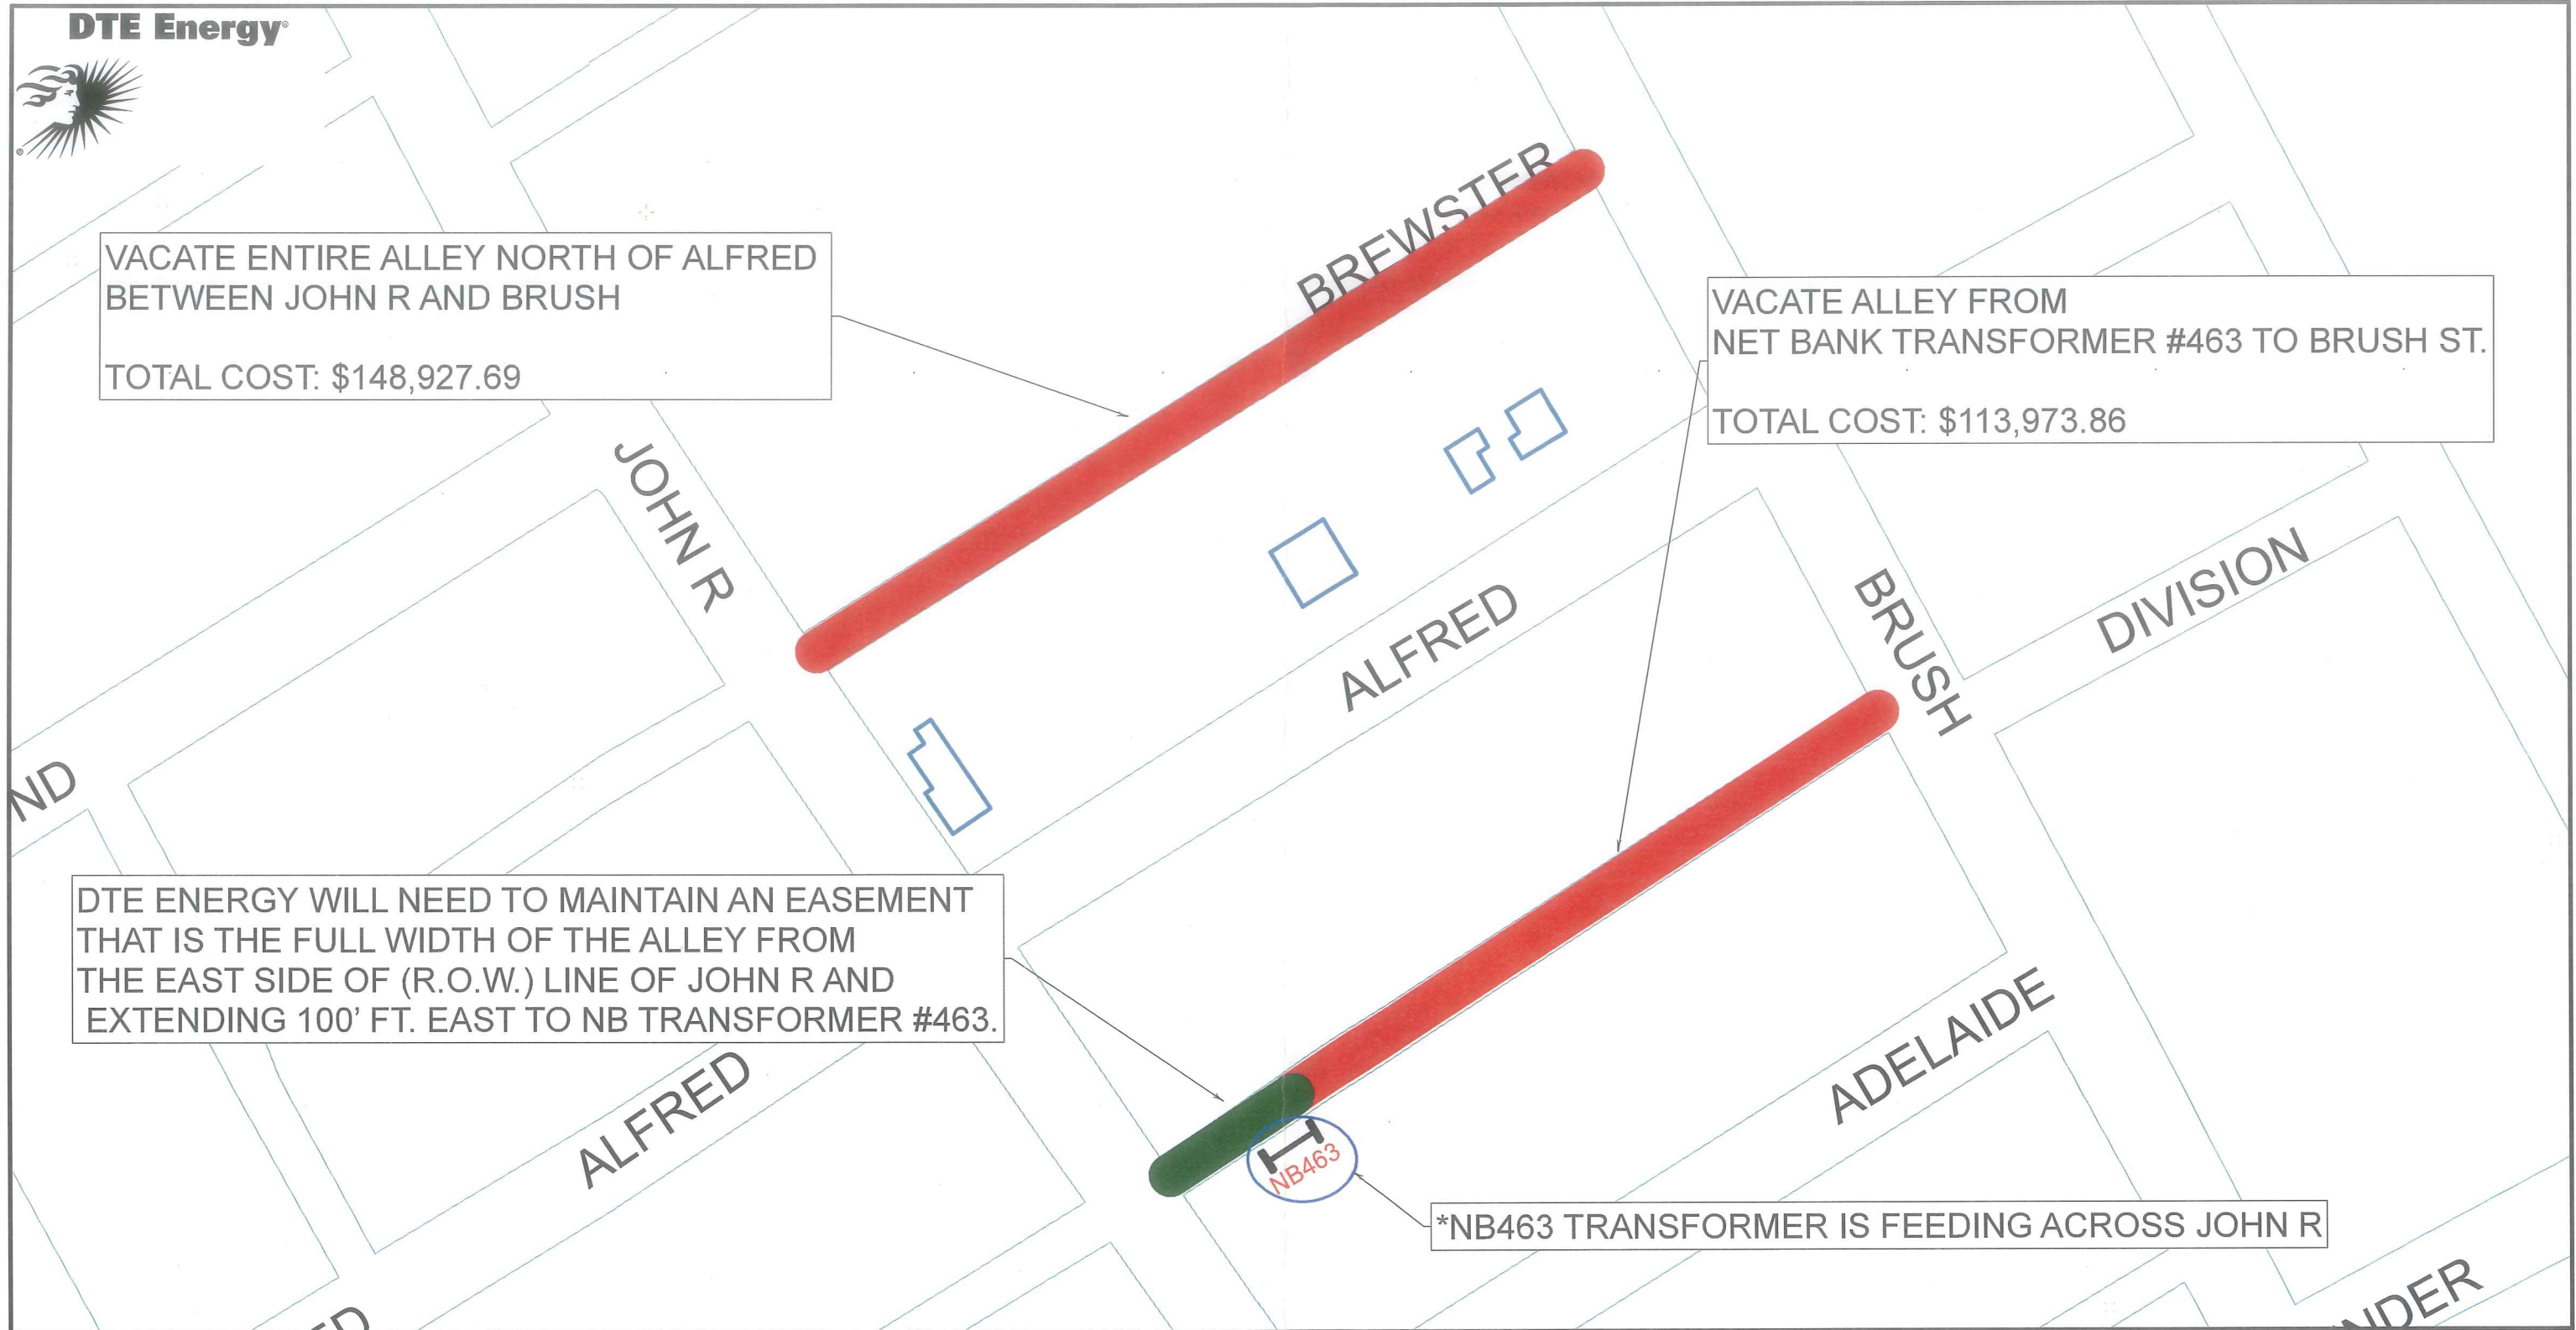 DTE Energy®
BREWSTER
VACATE ENTIRE ALLEY NORTH OF ALFRED
BETWEEN JOHN R AND BRUSH
TOTAL COST: $148,927.69
VACATE ALLEY FROM
NET BANK TRANSFORMER #463 TO BRUSH ST.
TOTAL COST: $113,973.86
JOHN R
ALFRED
BRUSH
DIVISION
ND
DTE ENERGY WILL NEED TO MAINTAIN AN EASEMENT
THAT IS THE FULL WIDTH OF THE ALLEY FROM
THE EAST SIDE OF (R.O.W.) LINE OF JOHN R AND
EXTENDING 100' FT. EAST TO NB TRANSFORMER #463.
ALFRED
ADELAIDE
NB463
*NB463 TRANSFORMER IS FEEDING ACROSS JOHN R
ED
NDER